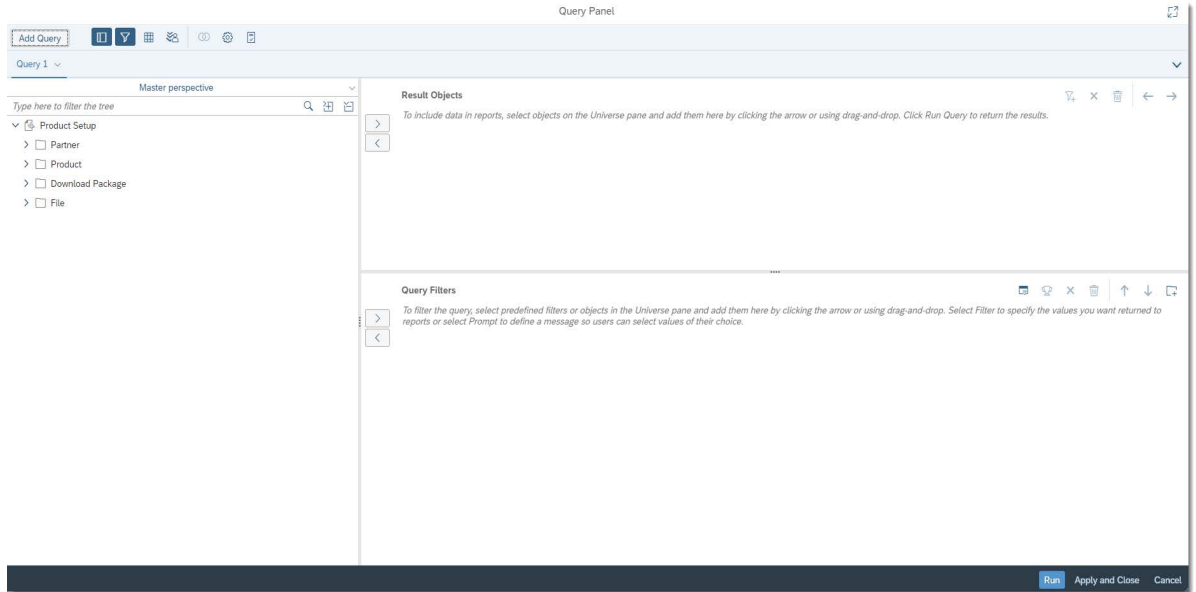 Query Panel
Add Query
Query 1
Master perspective
Type here to filter the tree
Product Setup
Partner
Product
Download Package
File
Result Objects
To include data in reports, select objects on the Universe pane and add them here by clicking the arrow or using drag-and-drop. Click Run Query to return the results.
Query Filters
To filter the query, select predefined filters or objects in the Universe pane and add them here by clicking the arrow or using drag-and-drop. Select Filter to specify the values you want returned to
reports or select Prompt to define a message so users can select values of their choice.
Run Apply and Close Cancel